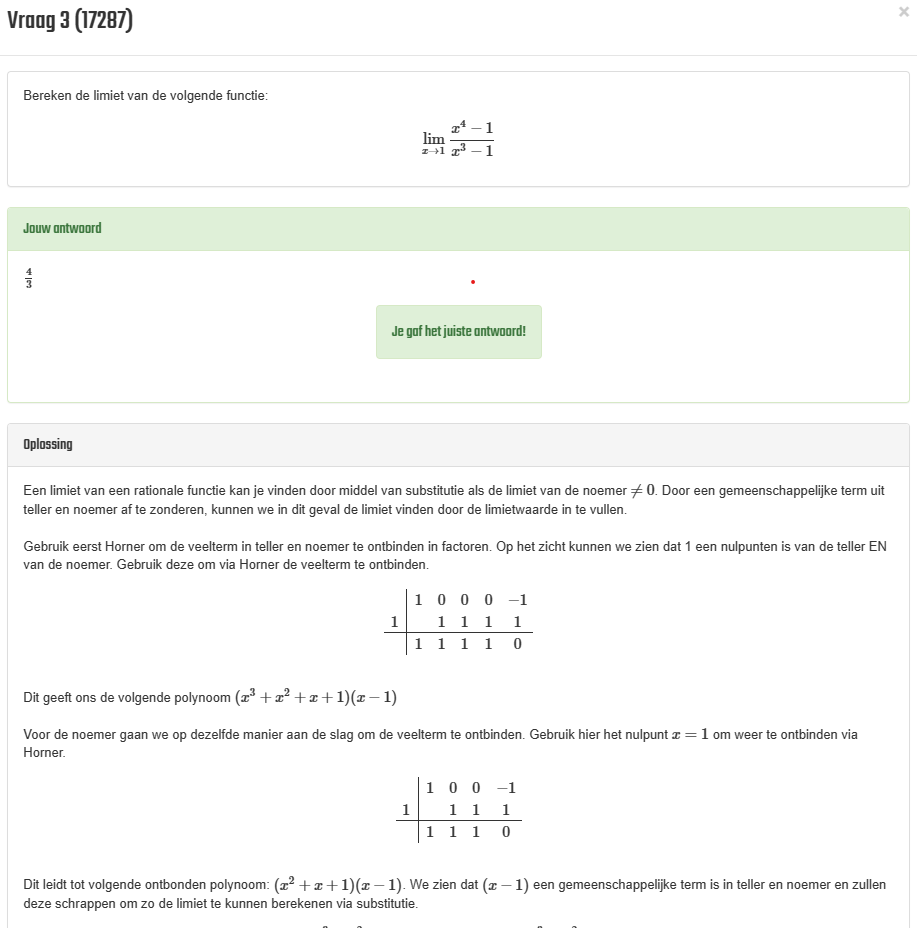 Vraag 3 (17287)
×
Bereken de limiet van de volgende functie:
lim x→1 (x⁴ − 1)/(x³ − 1)
Jouw antwoord
4/3
Je gaf het juiste antwoord!
Oplossing
Een limiet van een rationale functie kan je vinden door middel van substitutie als de limiet van de noemer ≠ 0. Door een gemeenschappelijke term uit
teller en noemer af te zonderen, kunnen we in dit geval de limiet vinden door de limietwaarde in te vullen.
Gebruik eerst Horner om de veelterm in teller en noemer te ontbinden in factoren. Op het zicht kunnen we zien dat 1 een nulpunten is van de teller EN
van de noemer. Gebruik deze om via Horner de veelterm te ontbinden.
1 0 0 0 −1
1 1 1 1 1
1 1 1 1 0
Dit geeft ons de volgende polynoom (x³ + x² + x + 1)(x − 1)
Voor de noemer gaan we op dezelfde manier aan de slag om de veelterm te ontbinden. Gebruik hier het nulpunt x = 1 om weer te ontbinden via
Horner.
1 0 0 −1
1 1 1 1
1 1 1 0
Dit leidt tot volgende ontbonden polynoom: (x² + x + 1)(x − 1). We zien dat (x − 1) een gemeenschappelijke term is in teller en noemer en zullen
deze schrappen om zo de limiet te kunnen berekenen via substitutie.